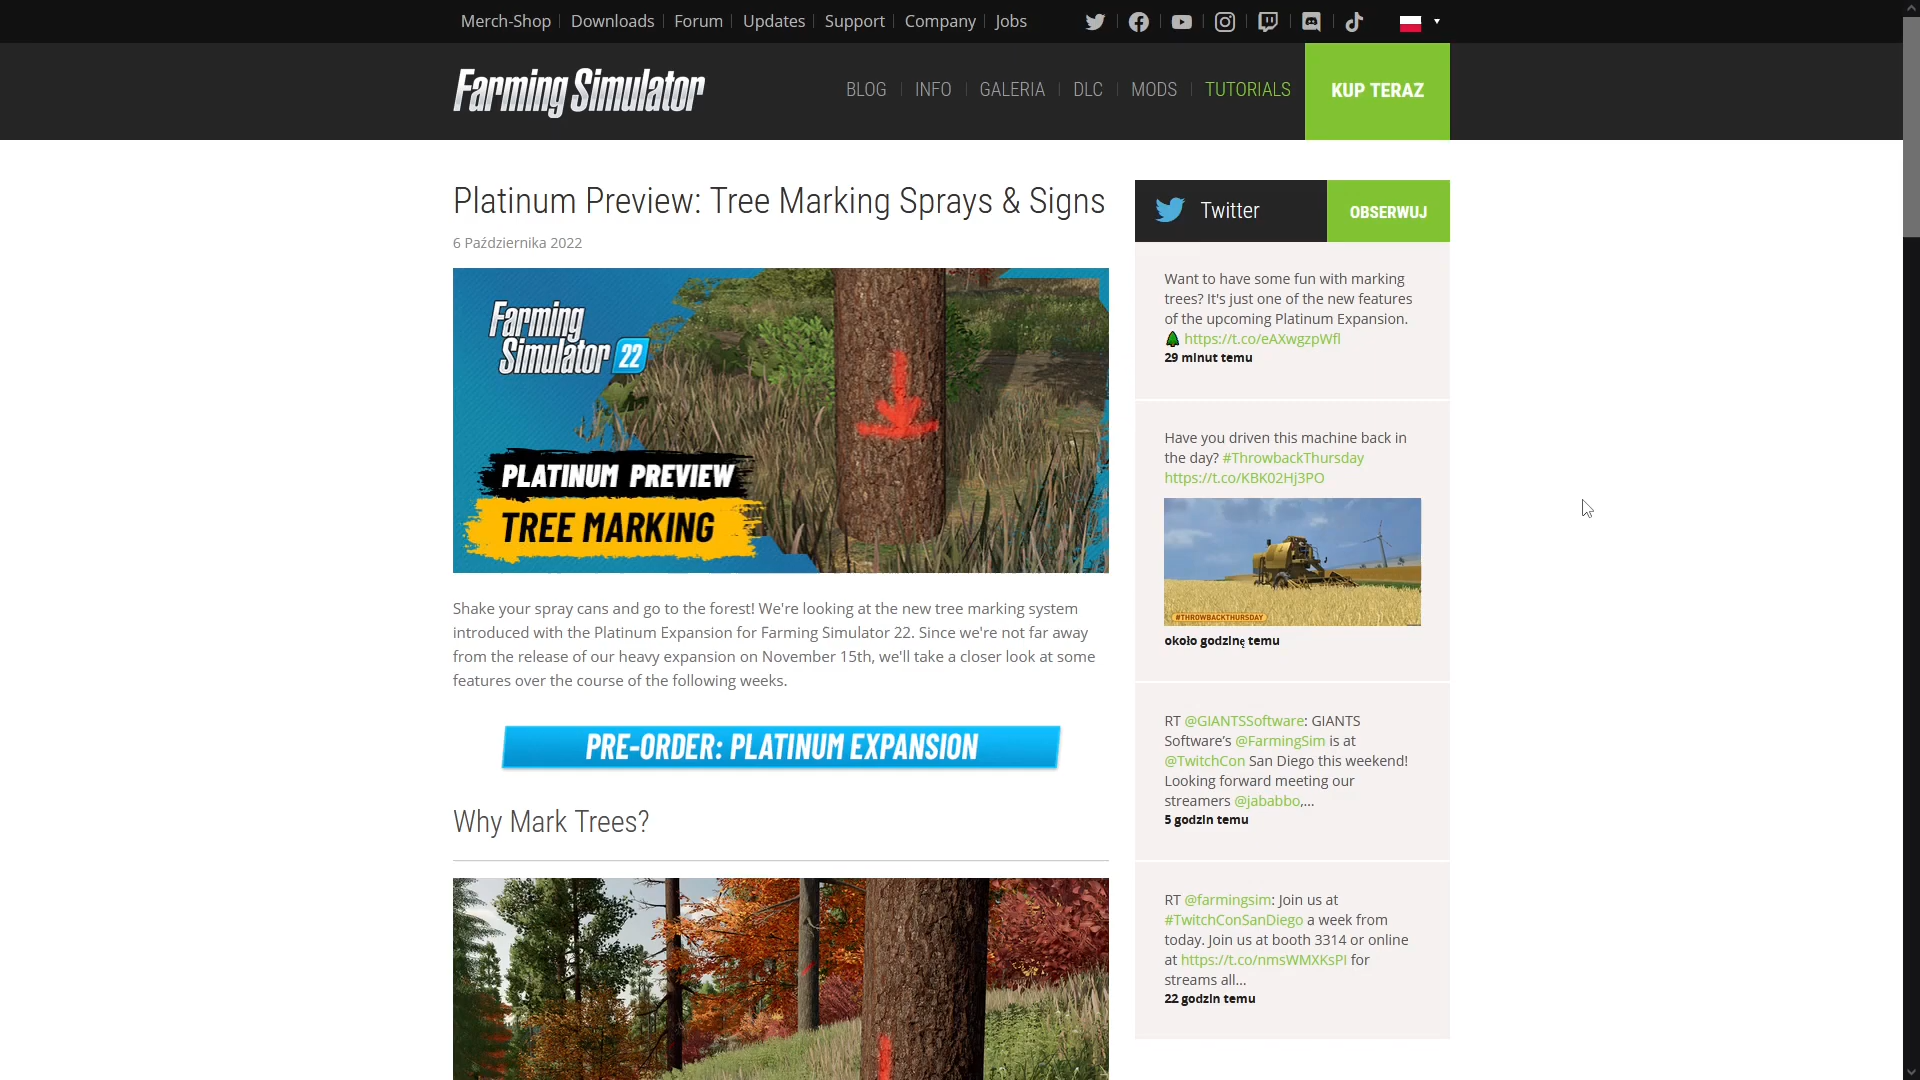 Merch-Shop
Downloads
Forum
Updates
Support
Company
Jobs
Farming Simulator
BLOG
INFO
GALERIA
DLC
MODS
TUTORIALS
KUP TERAZ
Platinum Preview: Tree Marking Sprays & Signs
6 Października 2022
Farming
Simulator 22
PLATINUM PREVIEW
TREE MARKING
Shake your spray cans and go to the forest! We're looking at the new tree marking system
introduced with the Platinum Expansion for Farming Simulator 22. Since we're not far away
from the release of our heavy expansion on November 15th, we'll take a closer look at some
features over the course of the following weeks.
PRE-ORDER: PLATINUM EXPANSION
Why Mark Trees?
Twitter
OBSERWUJ
Want to have some fun with marking
trees? It's just one of the new features
of the upcoming Platinum Expansion.
🌲 https://t.co/eAXwgzpWfl
29 minut temu
Have you driven this machine back in
the day? #ThrowbackThursday
https://t.co/KBK02Hj3PO
#THROWBACKTHURSDAY
około godzinę temu
RT @GIANTSSoftware: GIANTS
Software’s @FarmingSim is at
@TwitchCon San Diego this weekend!
Looking forward meeting our
streamers @jababbo,...
5 godzin temu
RT @farmingsim: Join us at
#TwitchConSanDiego a week from
today. Join us at booth 3314 or online
at https://t.co/nmsWMXKsPl for
streams all...
22 godzin temu